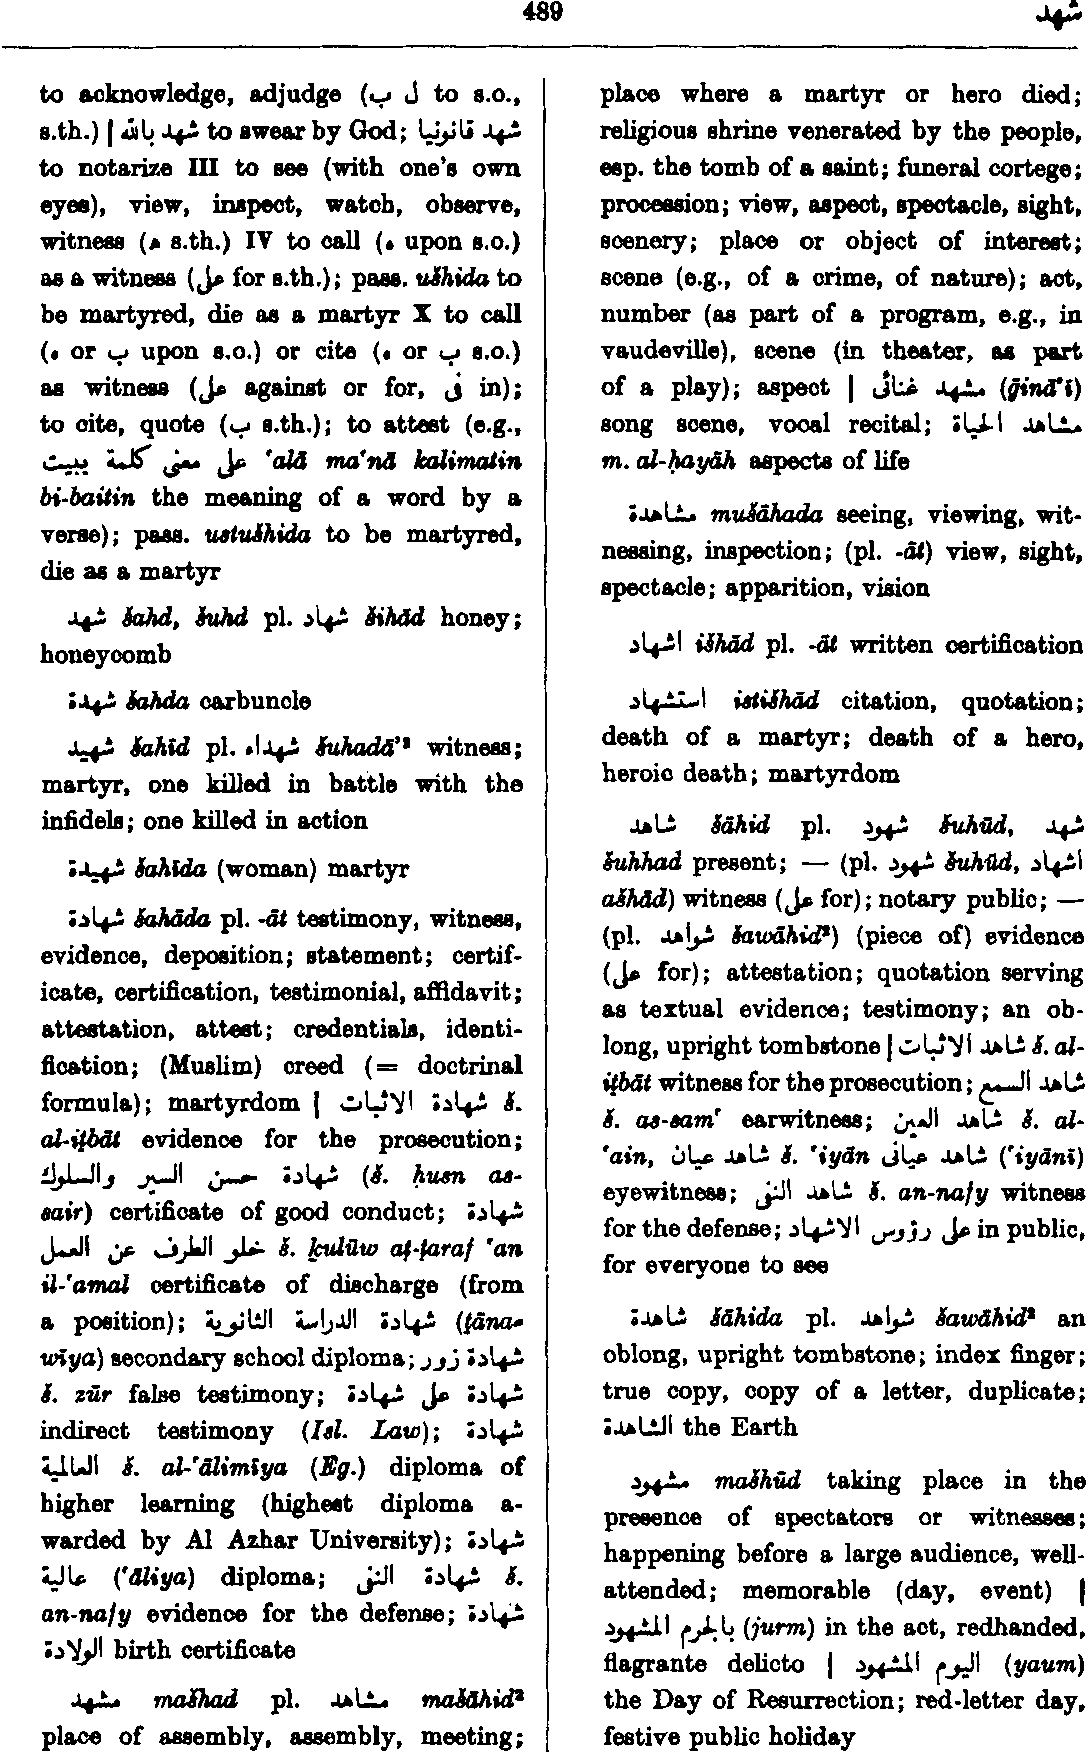 489
شهد
to acknowledge, adjudge (ل ب to s.o.,
s.th.) | شهد بالله to swear by God; شهد قانونيا
to notarize III to see (with one's own
eyes), view, inspect, watch, observe,
witness (ھ s.th.) IV to call (ه upon s.o.)
as a witness (على for s.th.); pass. ušhida to
be martyred, die as a martyr X to call
(ه or ب upon s.o.) or cite (ه or ب s.o.)
as witness (على against or for, فى in);
to cite, quote (ب s.th.); to attest (e.g.,
على معنى كلمة ببيت ‘alā ma‘nā kalimatin
bi-baitin the meaning of a word by a
verse); pass. ustušhida to be martyred,
die as a martyr
شهد šahd, šuhd pl. شهاد šihād honey;
honeycomb
شهدة šahda carbuncle
شهيد šahīd pl. شهداء šuhadā’² witness;
martyr, one killed in battle with the
infidels; one killed in action
شهيدة šahīda (woman) martyr
شهادة šahāda pl. -āt testimony, witness,
evidence, deposition; statement; certif-
icate, certification, testimonial, affidavit;
attestation, attest; credentials, identi-
fication; (Muslim) creed (= doctrinal
formula); martyrdom | شهادة الاثبات š.
al-iṯbāt evidence for the prosecution;
شهادة حسن السير والسلوك (š. ḥusn as-
sair) certificate of good conduct; شهادة
خلو الطرف عن العمل š. ḵulūw aṭ-ṭaraf ‘an
il-‘amal certificate of discharge (from
a position); شهادة الدراسة الثانوية (ṯāna-
wīya) secondary school diploma; شهادة زور
š. zūr false testimony; شهادة على شهادة
indirect testimony (Isl. Law); شهادة
العالمية š. al-‘ālimīya (Eg.) diploma of
higher learning (highest diploma a-
warded by Al Azhar University); شهادة
عالية (‘āliya) diploma; شهادة النفى š.
an-nafy evidence for the defense; شهادة
الولادة birth certificate
مشهد mašhad pl. مشاهد mašāhid²
place of assembly, assembly, meeting;
place where a martyr or hero died;
religious shrine venerated by the people,
esp. the tomb of a saint; funeral cortege;
procession; view, aspect, spectacle, sight,
scenery; place or object of interest;
scene (e.g., of a crime, of nature); act,
number (as part of a program, e.g., in
vaudeville), scene (in theater, as part
of a play); aspect | مشهد غنائى (ḡinā’ī)
song scene, vocal recital; مشاهد الحياة
m. al-ḥayāh aspects of life
مشاهدة mušāhada seeing, viewing, wit-
nessing, inspection; (pl. -āt) view, sight,
spectacle; apparition, vision
اشهاد išhād pl. -āt written certification
استشهاد istišhād citation, quotation;
death of a martyr; death of a hero,
heroic death; martyrdom
شاهد šāhid pl. شهود šuhūd, شهد
šuhhad present; — (pl. شهود šuhūd, اشهاد
ašhād) witness (على for); notary public; —
(pl. شواهد šawāhid²) (piece of) evidence
(على for); attestation; quotation serving
as textual evidence; testimony; an ob-
long, upright tombstone | شاهد الاثبات š. al-
iṯbāt witness for the prosecution; شاهد السمع
š. as-sam‘ earwitness; شاهد العين š. al-
‘ain, شاهد عيان š. ‘iyān شاهد عيانى (‘iyānī)
eyewitness; شاهد النفى š. an-nafy witness
for the defense; على رؤوس الاشهاد in public,
for everyone to see
شاهدة šāhida pl. شواهد šawāhid² an
oblong, upright tombstone; index finger;
true copy, copy of a letter, duplicate;
الشاهدة the Earth
مشهود mašhūd taking place in the
presence of spectators or witnesses;
happening before a large audience, well-
attended; memorable (day, event) |
بالجرم المشهود (jurm) in the act, redhanded,
flagrante delicto | اليوم المشهود (yaum)
the Day of Resurrection; red-letter day,
festive public holiday